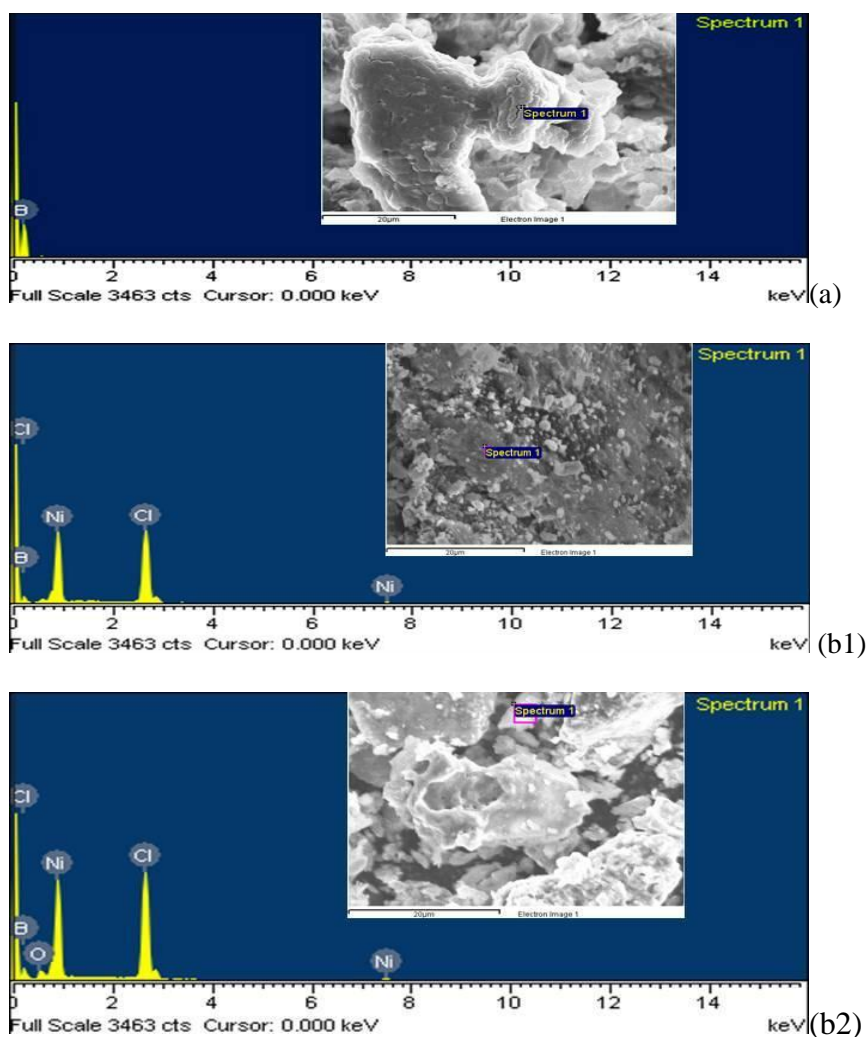 Spectrum 1
Spectrum 1
20µm Electron Image 1
B
0 2 4 6 8 10 12 14
Full Scale 3463 cts Cursor: 0.000 keV keV
(a)
Spectrum 1
Cl
Spectrum 1
20µm Electron Image 1
Ni Cl
B
Ni
0 2 4 6 8 10 12 14
Full Scale 3463 cts Cursor: 0.000 keV keV
(b1)
Spectrum 1
Spectrum 1
Cl
Ni Cl
20µm Electron Image 1
B
O
Ni
0 2 4 6 8 10 12 14
Full Scale 3463 cts Cursor: 0.000 keV keV
(b2)